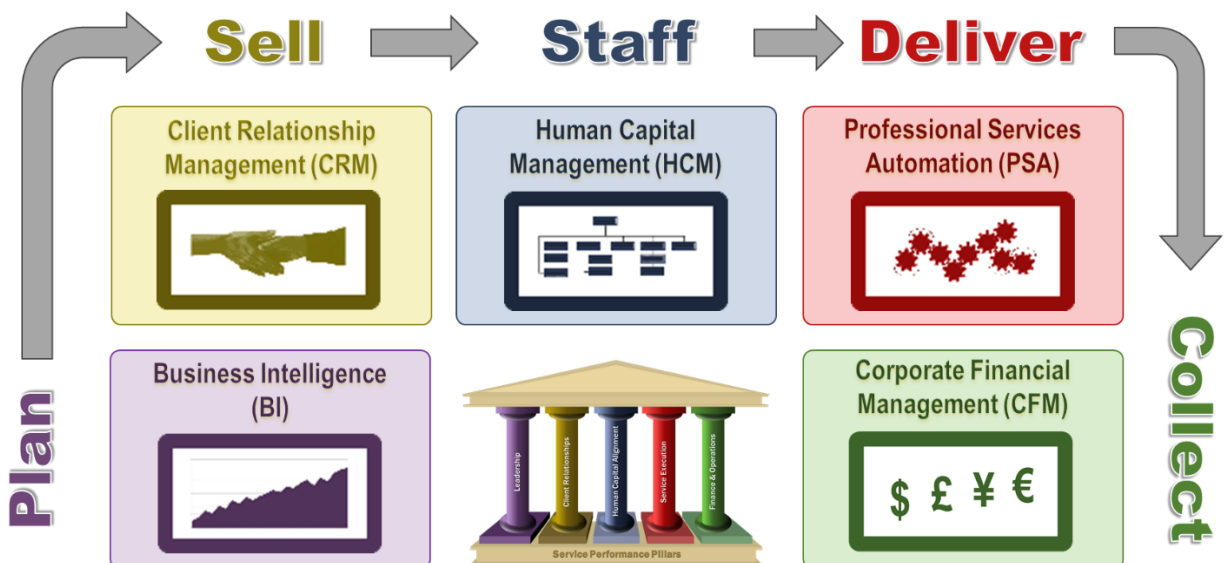 Plan
Sell
Staff
Deliver
Collect
Client Relationship
Management (CRM)
Human Capital
Management (HCM)
Professional Services
Automation (PSA)
Business Intelligence
(BI)
Leadership
Client Relationships
Human Capital Alignment
Service Execution
Finance & Operations
Service Performance Pillars
Corporate Financial
Management (CFM)
$ £ ¥ €